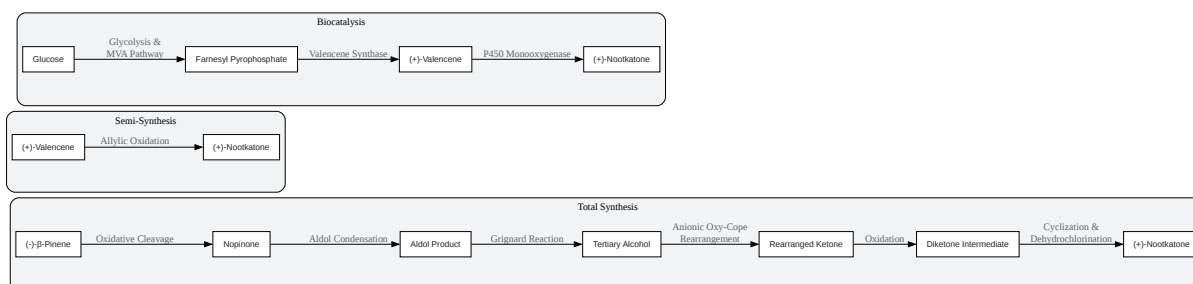 Biocatalysis
Glucose
Glycolysis &
MVA Pathway
Farnesyl Pyrophosphate
Valencene Synthase
(+)-Valencene
P450 Monooxygenase
(+)-Nootkatone
Semi-Synthesis
(+)-Valencene
Allylic Oxidation
(+)-Nootkatone
Total Synthesis
(-)-β-Pinene
Oxidative Cleavage
Nopinone
Aldol Condensation
Aldol Product
Grignard Reaction
Tertiary Alcohol
Anionic Oxy-Cope
Rearrangement
Rearranged Ketone
Oxidation
Diketone Intermediate
Cyclization &
Dehydrochlorination
(+)-Nootkatone